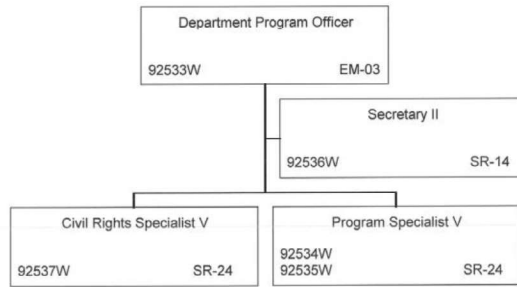 Department Program Officer
92533W EM-03
Secretary II
92536W SR-14
Civil Rights Specialist V
92537W SR-24
Program Specialist V
92534W
92535W SR-24